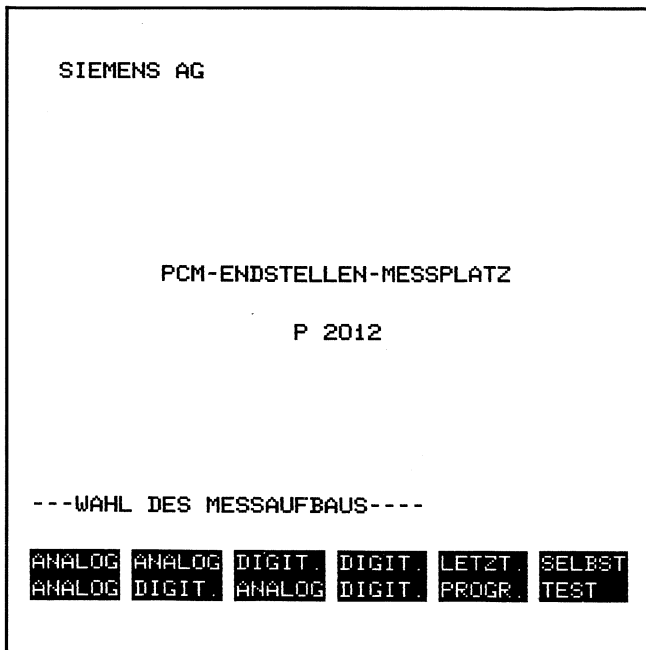 SIEMENS AG
PCM-ENDSTELLEN-MESSPLATZ
P 2012
---WAHL DES MESSAUFBAUS----
ANALOG ANALOG DIGIT. DIGIT. LETZT. SELBST
ANALOG DIGIT. ANALOG DIGIT. PROGR. TEST